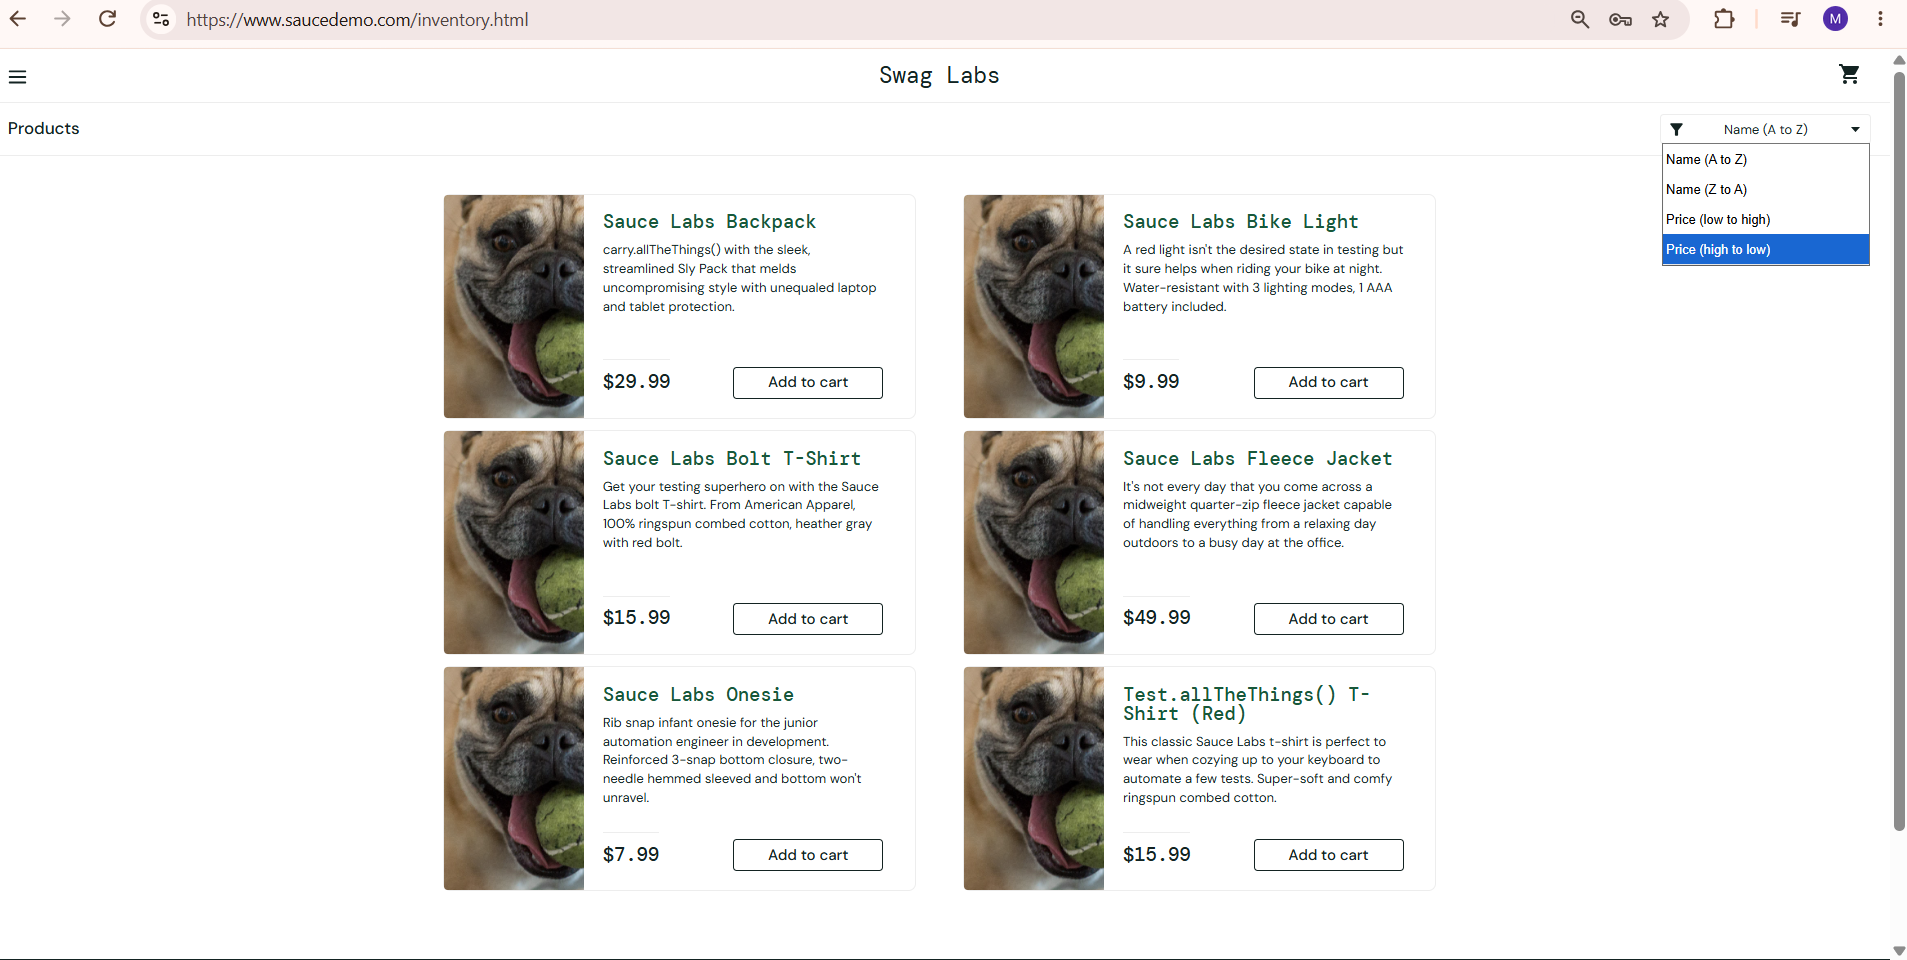 https://www.saucedemo.com/inventory.html
M
Swag Labs
Products
Name (A to Z)
Name (A to Z)
Name (Z to A)
Price (low to high)
Price (high to low)
Sauce Labs Backpack
carry.allTheThings() with the sleek,
streamlined Sly Pack that melds
uncompromising style with unequaled laptop
and tablet protection.
$29.99
Add to cart
Sauce Labs Bike Light
A red light isn't the desired state in testing but
it sure helps when riding your bike at night.
Water-resistant with 3 lighting modes, 1 AAA
battery included.
$9.99
Add to cart
Sauce Labs Bolt T-Shirt
Get your testing superhero on with the Sauce
Labs bolt T-shirt. From American Apparel,
100% ringspun combed cotton, heather gray
with red bolt.
$15.99
Add to cart
Sauce Labs Fleece Jacket
It's not every day that you come across a
midweight quarter-zip fleece jacket capable
of handling everything from a relaxing day
outdoors to a busy day at the office.
$49.99
Add to cart
Sauce Labs Onesie
Rib snap infant onesie for the junior
automation engineer in development.
Reinforced 3-snap bottom closure, two-
needle hemmed sleeved and bottom won't
unravel.
$7.99
Add to cart
Test.allTheThings() T-
Shirt (Red)
This classic Sauce Labs t-shirt is perfect to
wear when cozying up to your keyboard to
automate a few tests. Super-soft and comfy
ringspun combed cotton.
$15.99
Add to cart